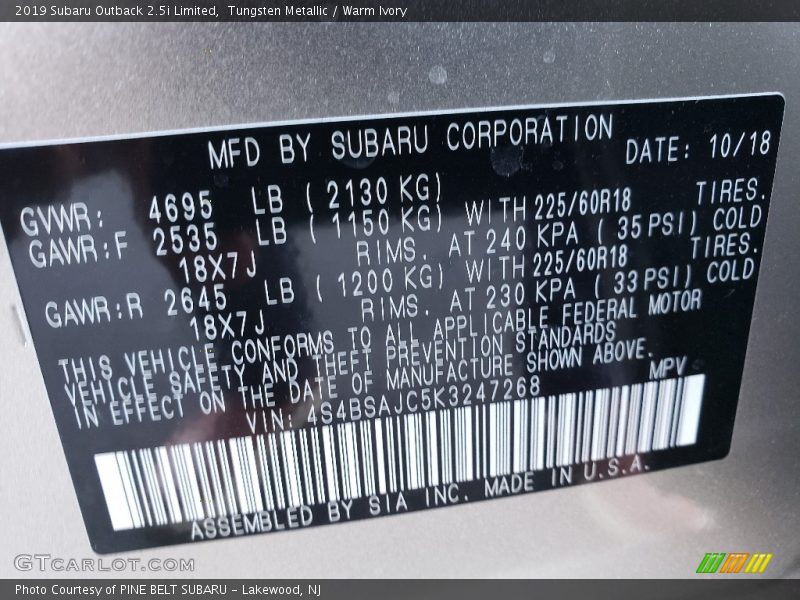 2019 Subaru Outback 2.5i Limited, Tungsten Metallic / Warm Ivory
MFD BY SUBARU CORPORATION
DATE: 10/18
GVWR: 4695 LB ( 2130 KG)
GAWR:F 2535 LB ( 1150 KG) WITH 225/60R18 TIRES.
18X7J RIMS. AT 240 KPA ( 35 PSI) COLD
GAWR:R 2645 LB ( 1200 KG) WITH 225/60R18 TIRES.
18X7J RIMS. AT 230 KPA ( 33 PSI) COLD
THIS VEHICLE CONFORMS TO ALL APPLICABLE FEDERAL MOTOR
VEHICLE SAFETY AND THEFT PREVENTION STANDARDS
IN EFFECT ON THE DATE OF MANUFACTURE SHOWN ABOVE.
VIN: 4S4BSAJC5K3247268 MPV
ASSEMBLED BY SIA INC. MADE IN U.S.A.
GTcarlot.com
Photo Courtesy of PINE BELT SUBARU - Lakewood, NJ